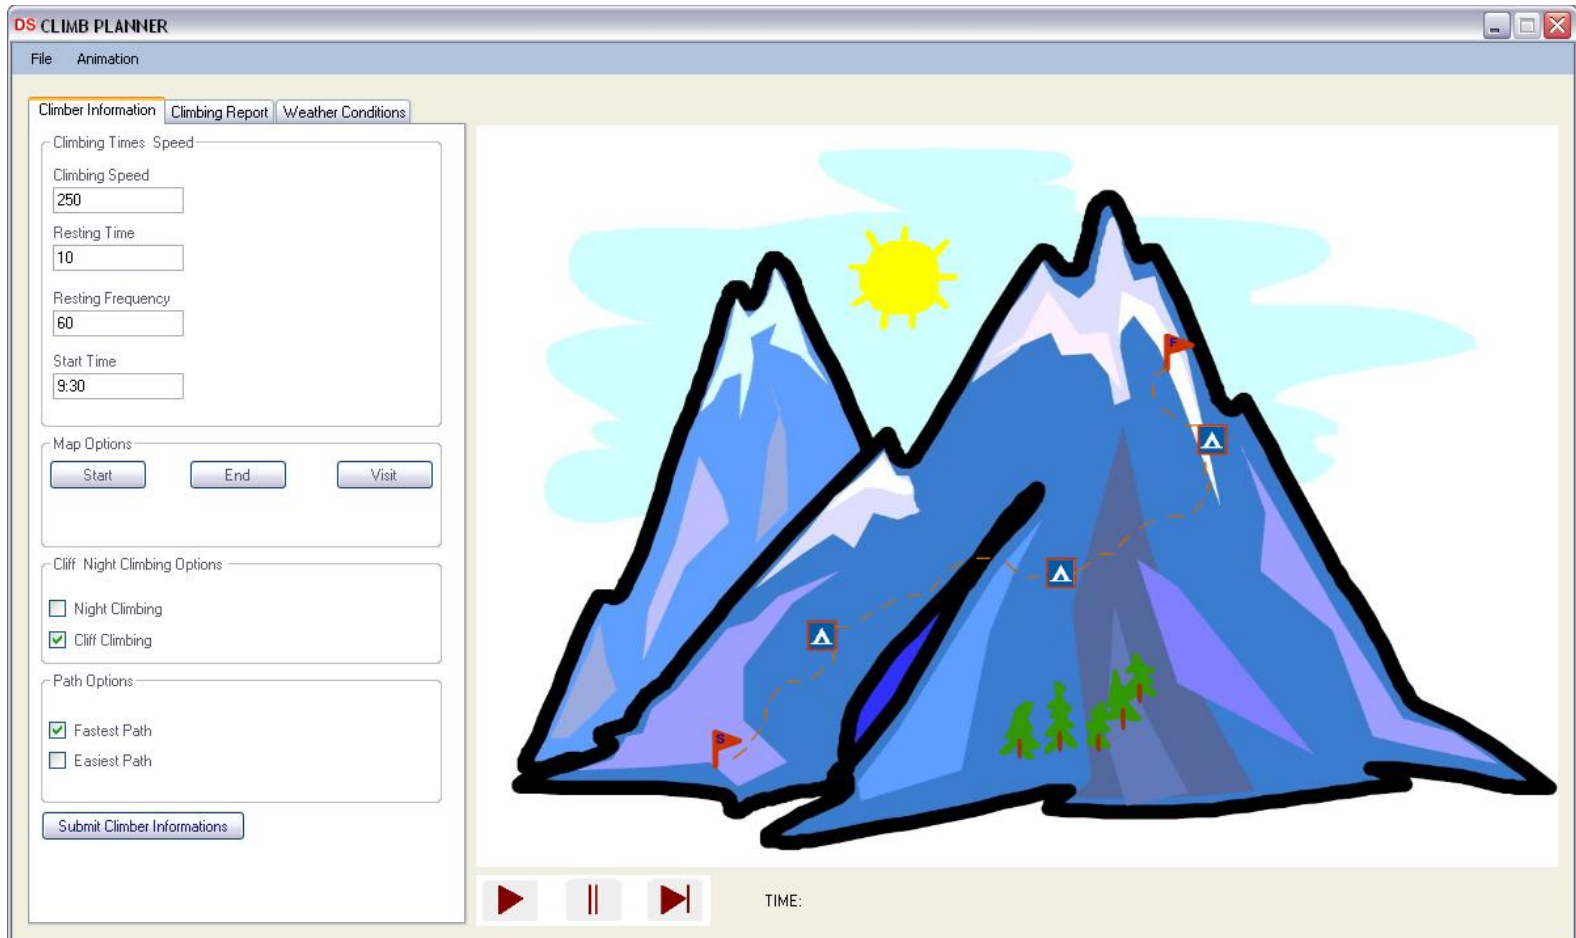 DS CLIMB PLANNER
File Animation
Climber Information Climbing Report Weather Conditions
Climbing Times Speed
Climbing Speed
250
Resting Time
10
Resting Frequency
60
Start Time
9:30
Map Options
Start End Visit
Cliff Night Climbing Options
Night Climbing
Cliff Climbing
Path Options
Fastest Path
Easiest Path
Submit Climber Informations
F
S
TIME: